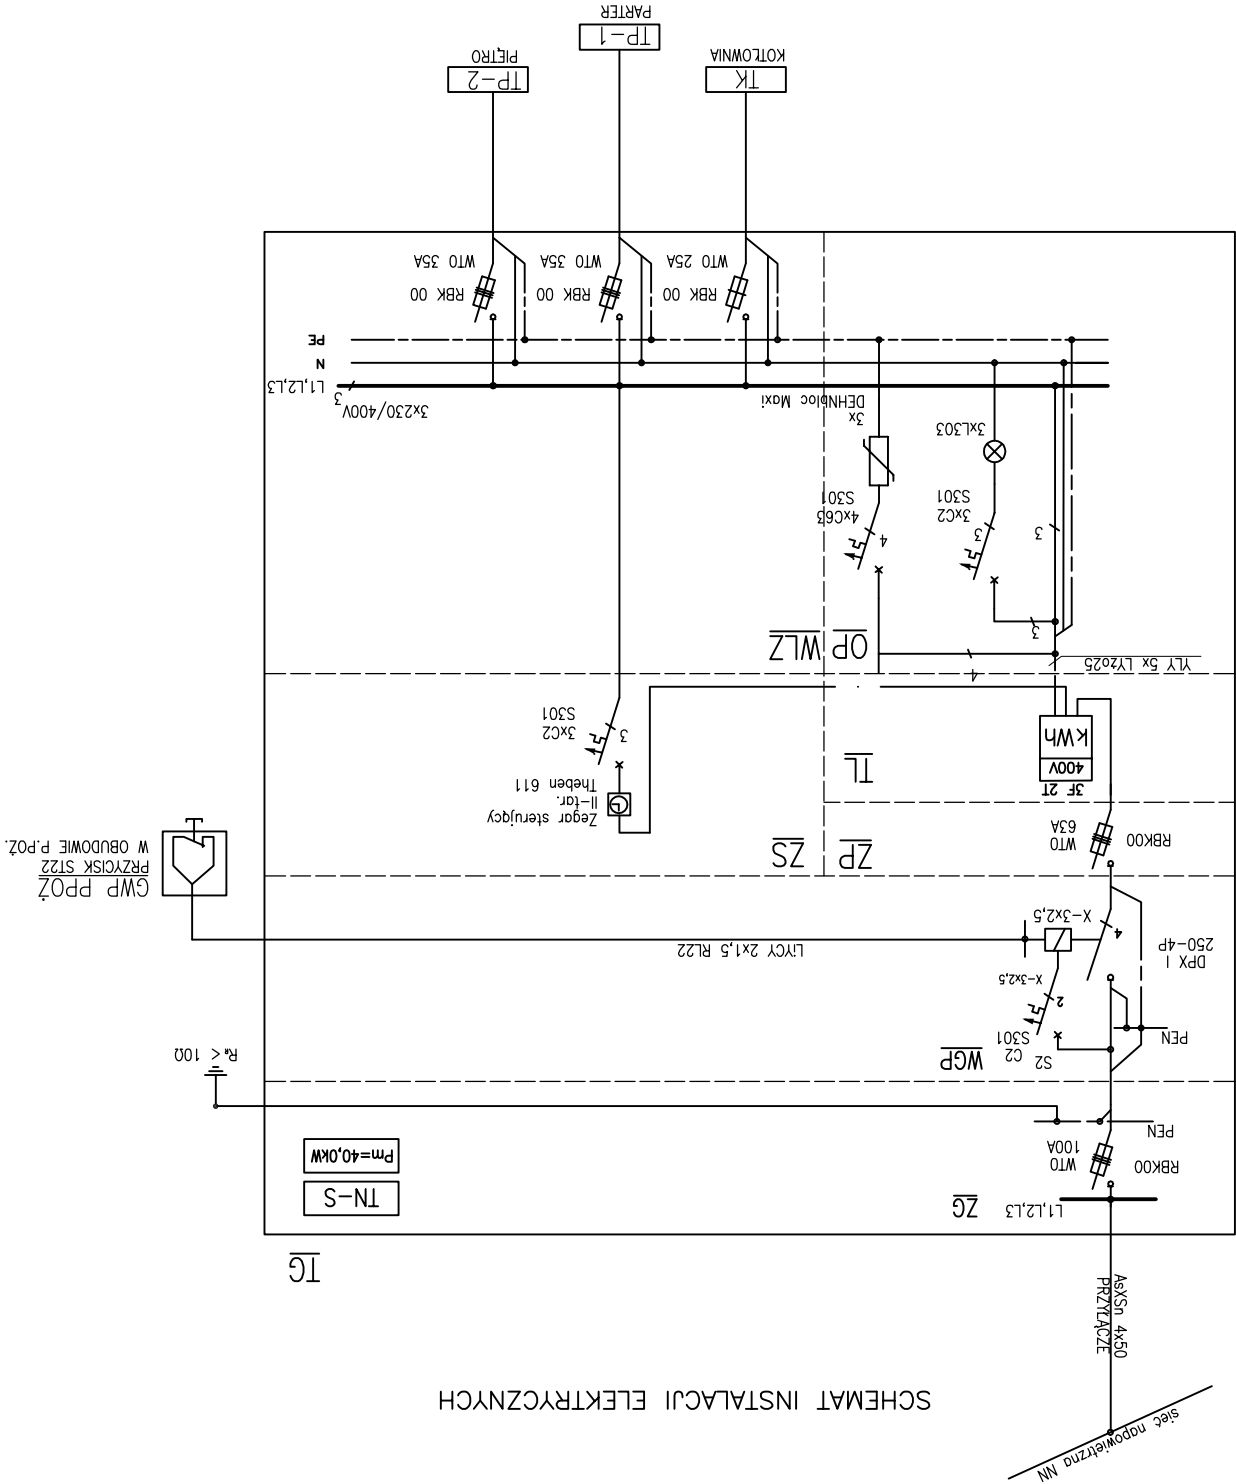 sieć napowietrzna NN
SCHEMAT INSTALACJI ELEKTRYCZNYCH
PRZYŁĄCZE
AsXSn 4x50
TG
L1,L2,L3
ZG
TN-S
RBK00
WTO
100A
Pm=40,0kW
PEN
S2
C2
S301
WGP
PEN
DPX I
250-4P
X-3x2,5
2
4
X-3x2,5
LiYCY 2x1,5 RL22
GWP PPOŻ
PRZYCISK ST22
W OBUDOWIE P.POŻ.
ZP
ZS
RBK00
WTO
63A
Zegar sterujący
II-tar.
Theben 611
3F 2T
400V
kWh
TL
3xC2
S301
3
4
YLY 5x LYżo25
OP
WLZ
3
3
3xC2
S301
3
4
4xC63
S301
3xL303
3x
DEHNbloc Maxi
3x230/400V
3
L1,L2,L3
N
PE
RBK 00
WTO 25A
RBK 00
WTO 35A
RBK 00
WTO 35A
TK
KOTŁOWNIA
TP-1
PARTER
TP-2
PIĘTRO